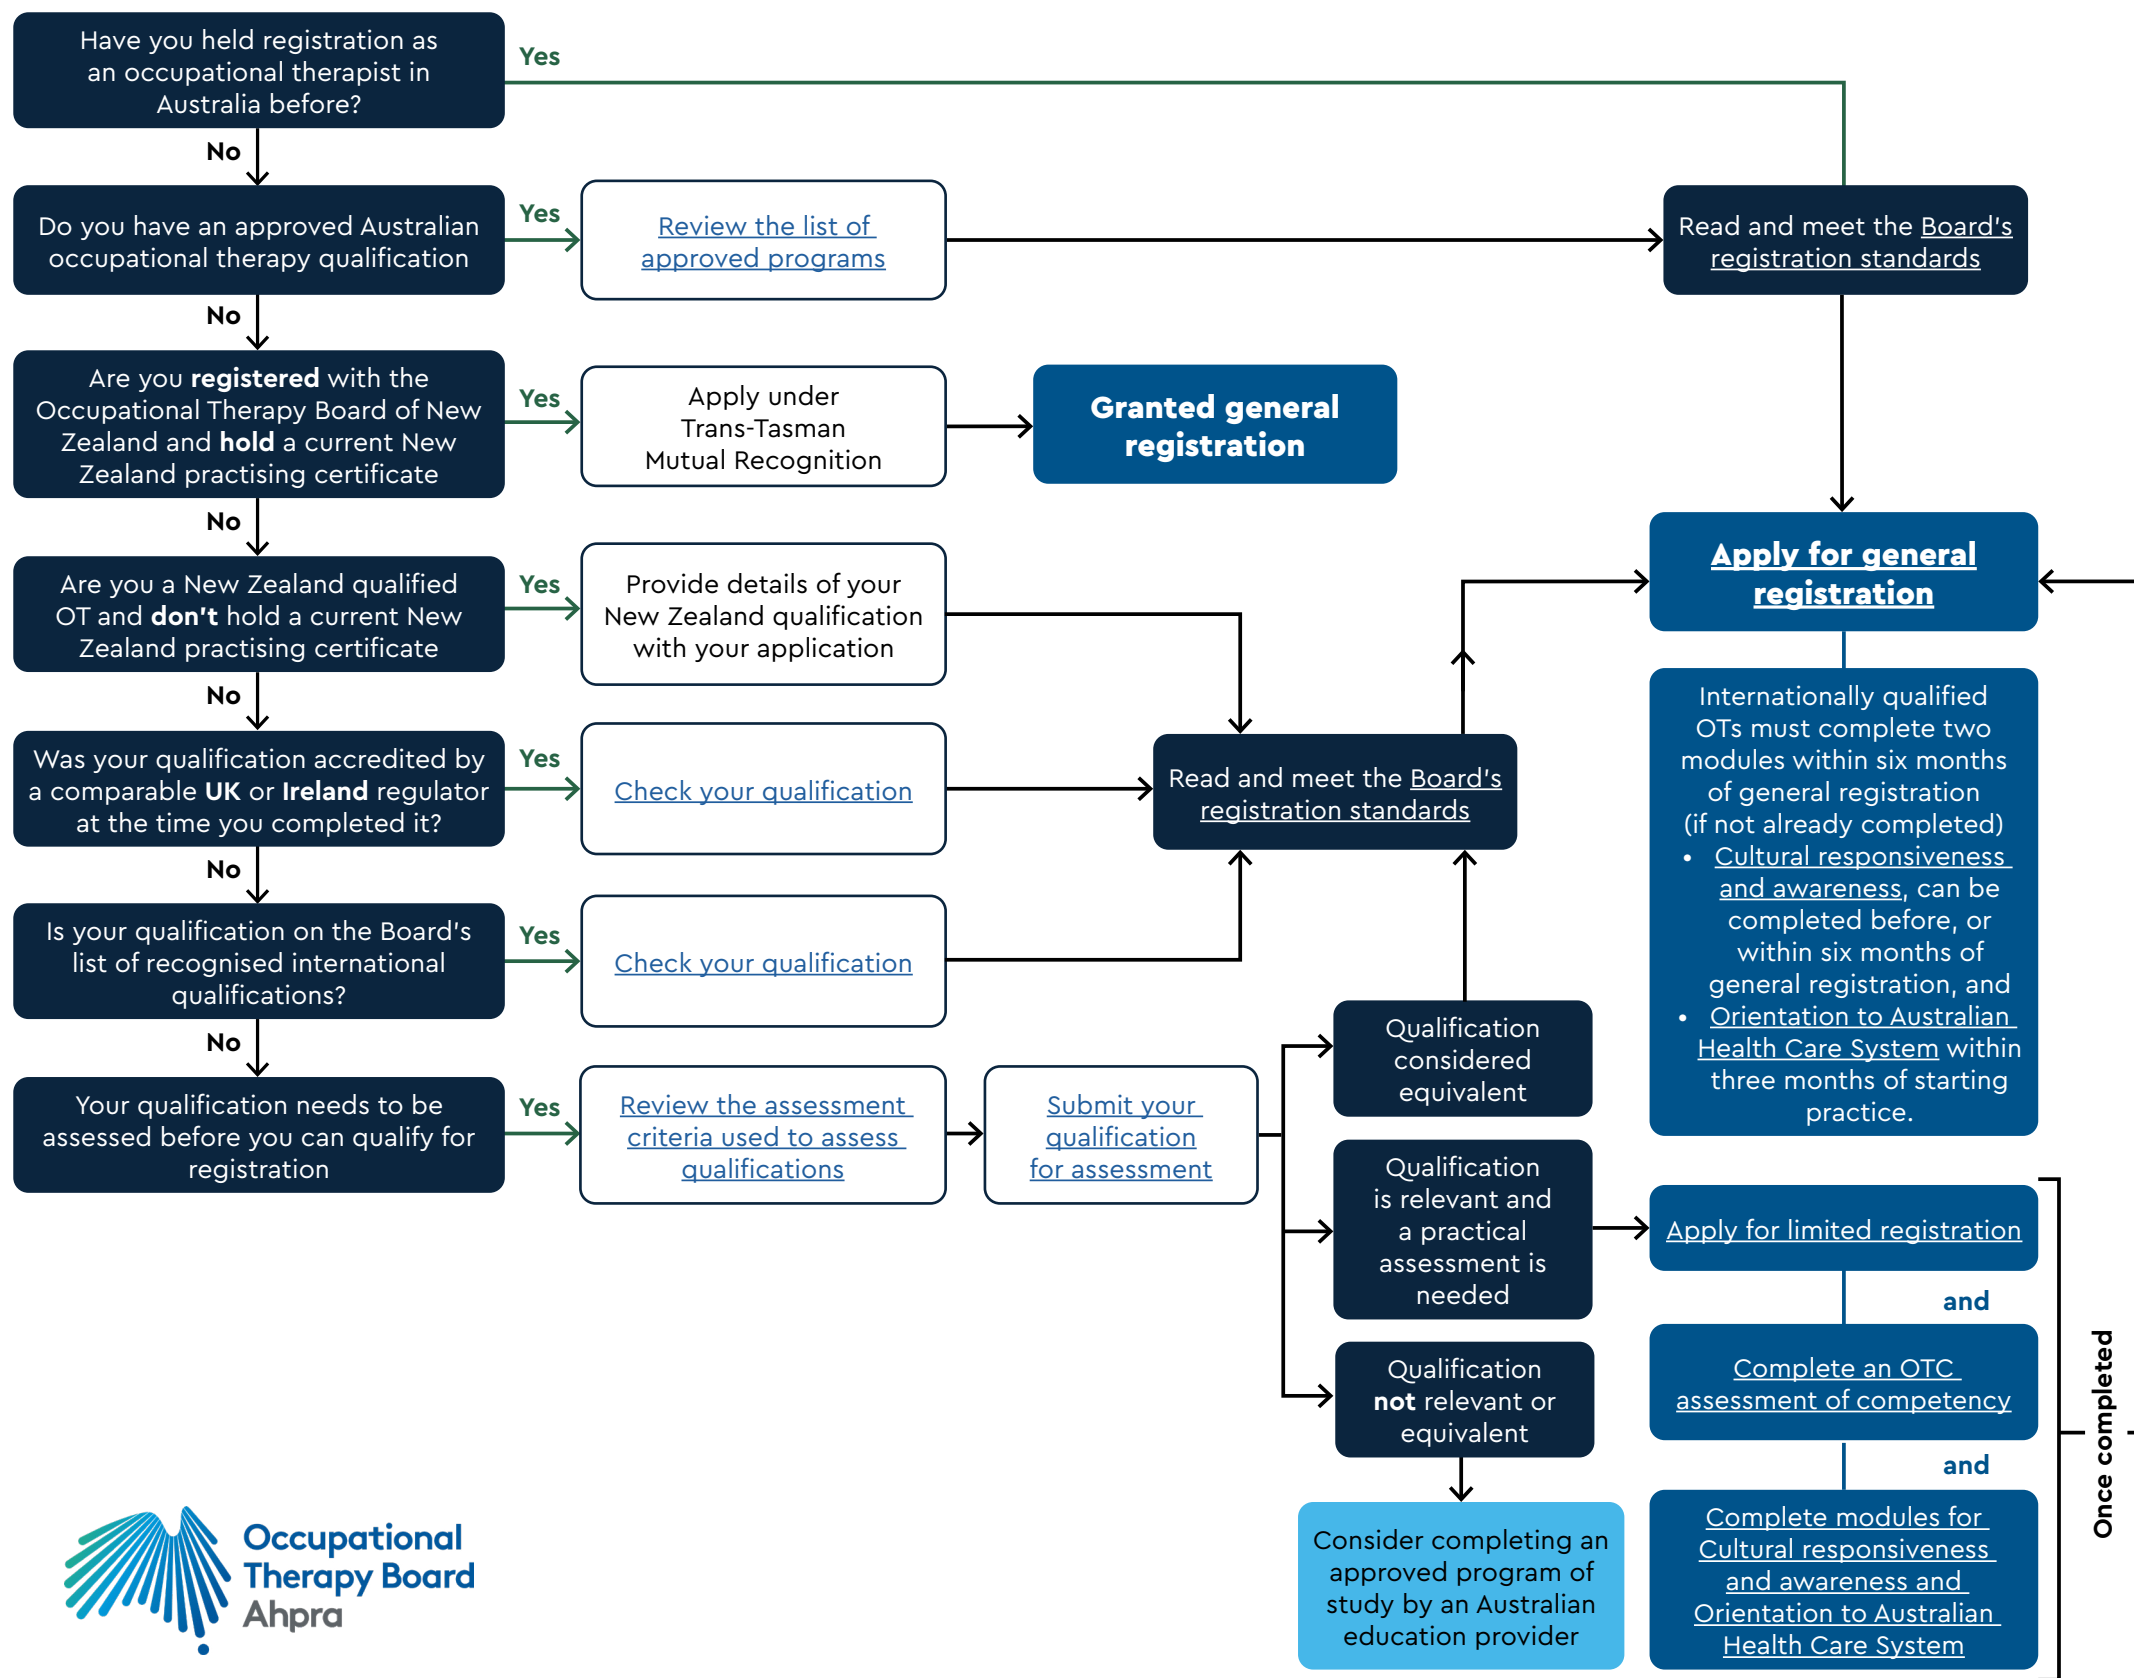 Have you held registration as
an occupational therapist in
Australia before?
Yes
No
Do you have an approved Australian
occupational therapy qualification
Yes
Review the list of
approved programs
Read and meet the Board's
registration standards
No
Are you registered with the
Occupational Therapy Board of New
Zealand and hold a current New
Zealand practising certificate
Yes
Apply under
Trans-Tasman
Mutual Recognition
Granted general
registration
No
Are you a New Zealand qualified
OT and don't hold a current New
Zealand practising certificate
Yes
Provide details of your
New Zealand qualification
with your application
Apply for general
registration
No
Was your qualification accredited by
a comparable UK or Ireland regulator
at the time you completed it?
Yes
Check your qualification
Read and meet the Board's
registration standards
Internationally qualified
OTs must complete two
modules within six months
of general registration
(if not already completed)
• Cultural responsiveness
and awareness, can be
completed before, or
within six months of
general registration, and
• Orientation to Australian
Health Care System within
three months of starting
practice.
No
Is your qualification on the Board's
list of recognised international
qualifications?
Yes
Check your qualification
No
Your qualification needs to be
assessed before you can qualify for
registration
Yes
Review the assessment
criteria used to assess
qualifications
Submit your
qualification
for assessment
Qualification
considered
equivalent
Qualification
is relevant and
a practical
assessment is
needed
Apply for limited registration
and
Complete an OTC
assessment of competency
and
Complete modules for
Cultural responsiveness
and awareness and
Orientation to Australian
Health Care System
Once completed
Qualification
not relevant or
equivalent
Consider completing an
approved program of
study by an Australian
education provider
Occupational
Therapy Board
Ahpra